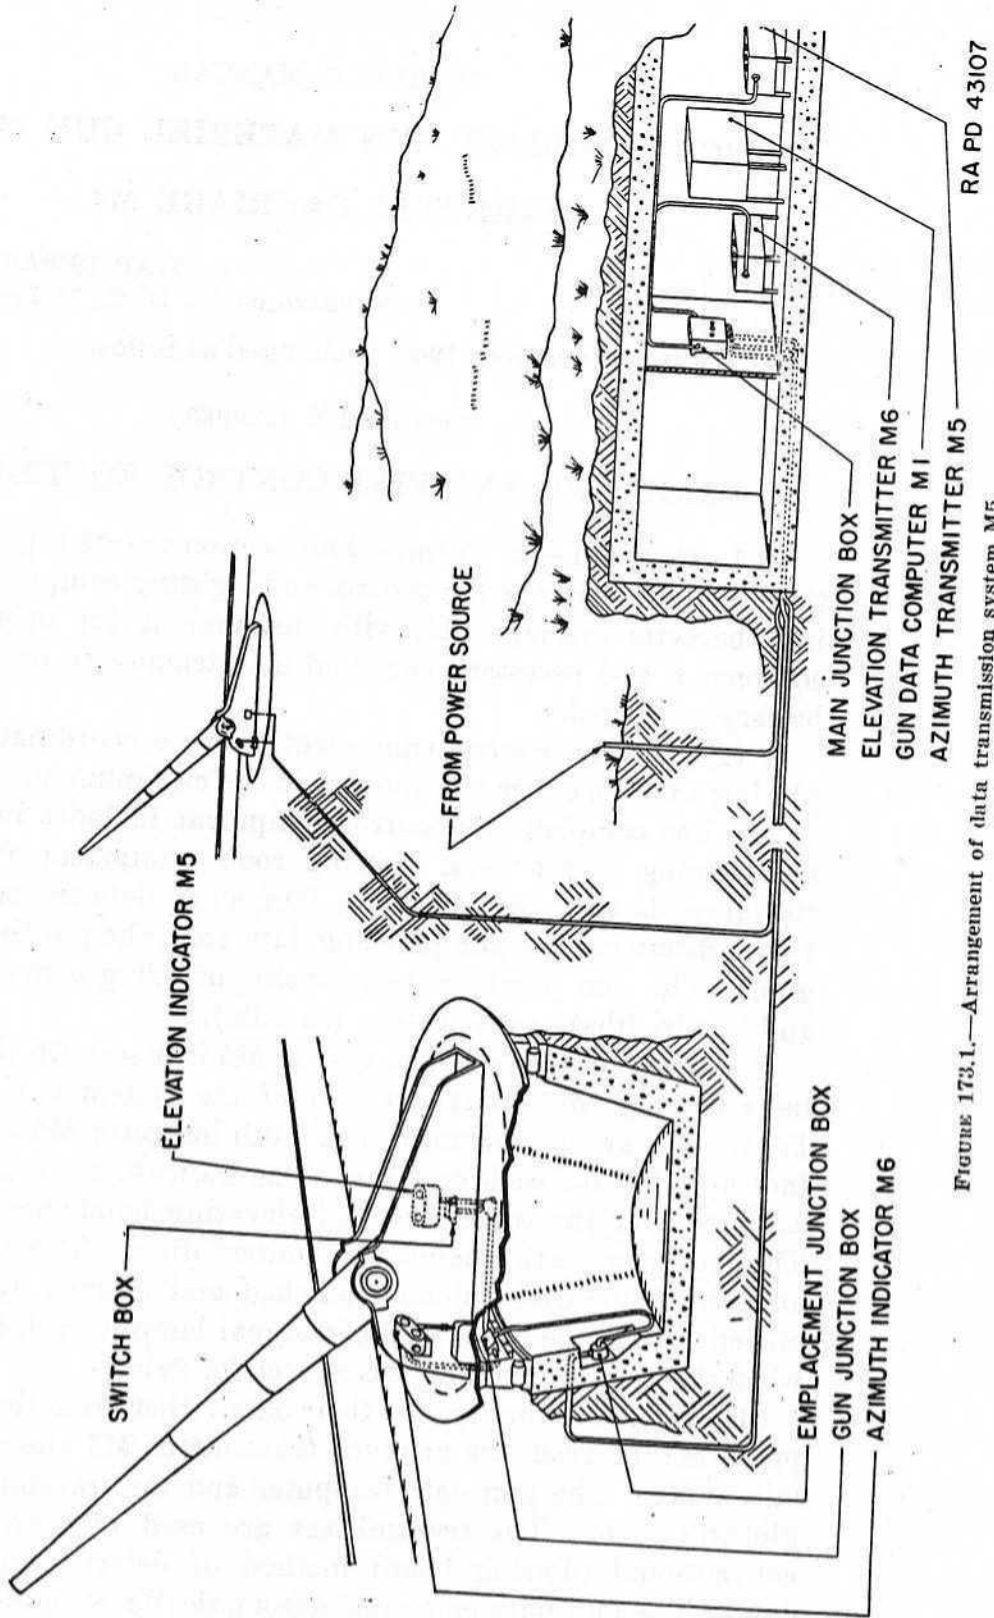 SWITCH BOX
ELEVATION INDICATOR M5
FROM POWER SOURCE
EMPLACEMENT JUNCTION BOX
GUN JUNCTION BOX
AZIMUTH INDICATOR M6
MAIN JUNCTION BOX
ELEVATION TRANSMITTER M6
GUN DATA COMPUTER M1
AZIMUTH TRANSMITTER M5
RA PD 43107
FIGURE 173.1.—Arrangement of data transmission system M5